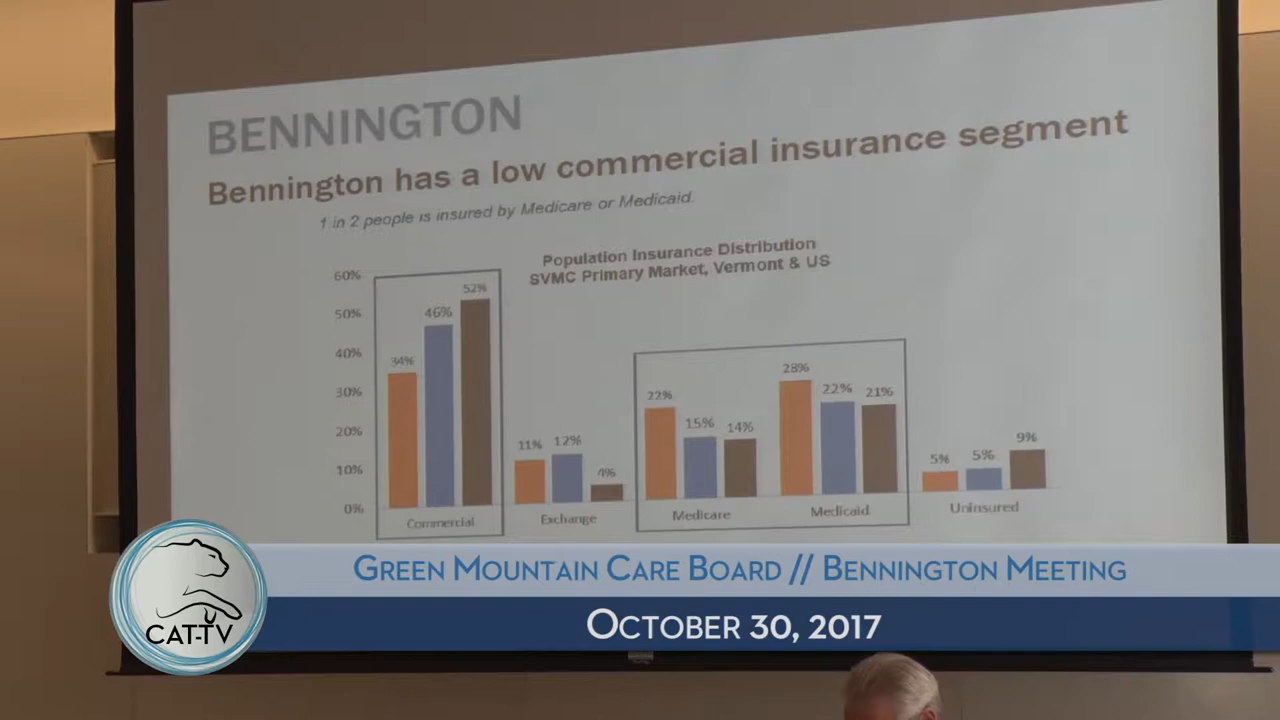 BENNINGTON
Bennington has a low commercial insurance segment
1 in 2 people is insured by Medicare or Medicaid.
Population Insurance Distribution
SVMC Primary Market, Vermont & US
60%
50%
40%
30%
20%
10%
0%
34%
46%
52%
Commercial
11%
12%
4%
Exchange
22%
15%
14%
Medicare
28%
22%
21%
Medicaid
5%
5%
9%
Uninsured
CAT-TV
GREEN MOUNTAIN CARE BOARD // BENNINGTON MEETING
OCTOBER 30, 2017